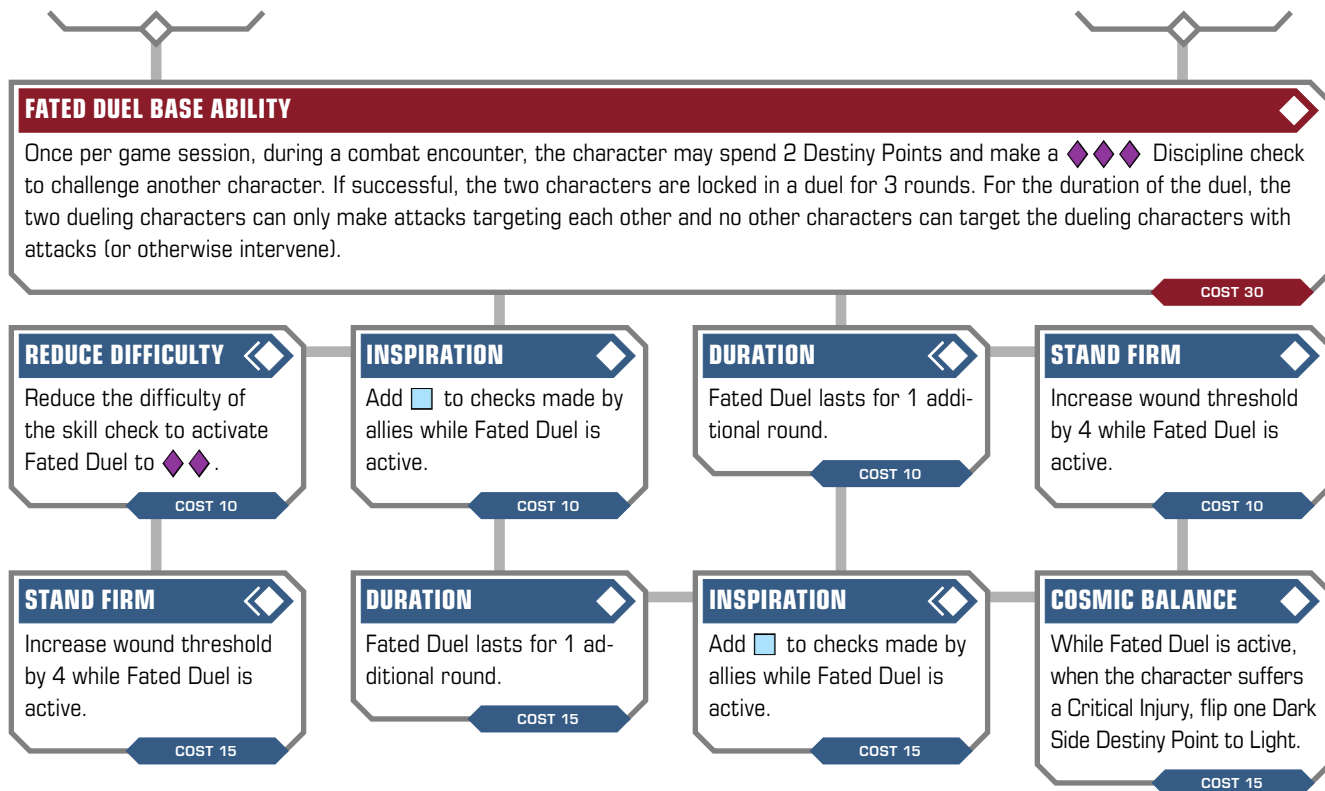 FATED DUEL BASE ABILITY
Once per game session, during a combat encounter, the character may spend 2 Destiny Points and make a Discipline check
to challenge another character. If successful, the two characters are locked in a duel for 3 rounds. For the duration of the duel, the
two dueling characters can only make attacks targeting each other and no other characters can target the dueling characters with
attacks (or otherwise intervene).
COST 30
REDUCE DIFFICULTY
Reduce the difficulty of
the skill check to activate
Fated Duel to .
COST 10
INSPIRATION
Add to checks made by
allies while Fated Duel is
active.
COST 10
DURATION
Fated Duel lasts for 1 addi-
tional round.
COST 10
STAND FIRM
Increase wound threshold
by 4 while Fated Duel is
active.
COST 10
STAND FIRM
Increase wound threshold
by 4 while Fated Duel is
active.
COST 15
DURATION
Fated Duel lasts for 1 ad-
ditional round.
COST 15
INSPIRATION
Add to checks made by
allies while Fated Duel is
active.
COST 15
COSMIC BALANCE
While Fated Duel is active,
when the character suffers
a Critical Injury, flip one Dark
Side Destiny Point to Light.
COST 15